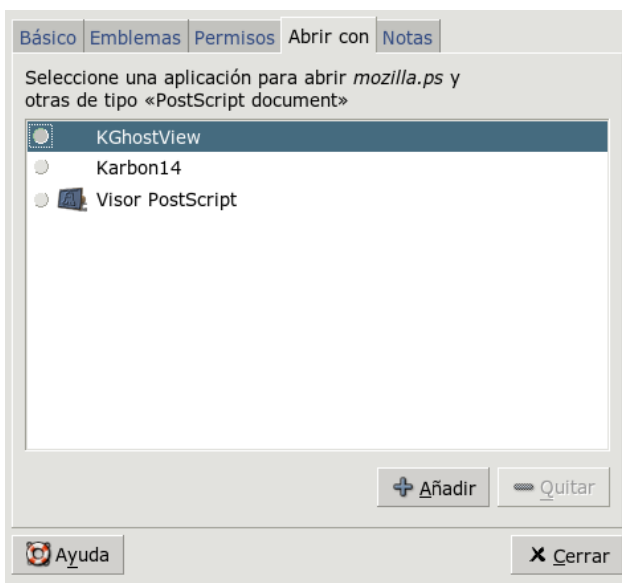 Básico Emblemas Permisos Abrir con Notas
Seleccione una aplicación para abrir mozilla.ps y
otras de tipo «PostScript document»
KGhostView
Karbon14
Visor PostScript
Añadir Quitar
Ayuda Cerrar